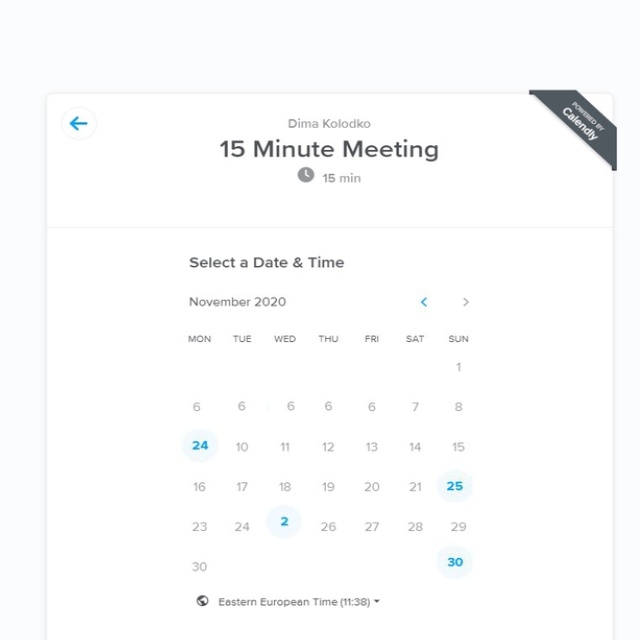 POWERED BY
Calendly
Dima Kolodko
15 Minute Meeting
15 min
Select a Date & Time
November 2020
MON TUE WED THU FRI SAT SUN
1
6 6 6 6 6 7 8
24 10 11 12 13 14 15
16 17 18 19 20 21 25
23 24 2 26 27 28 29
30 30
Eastern European Time (11:38)